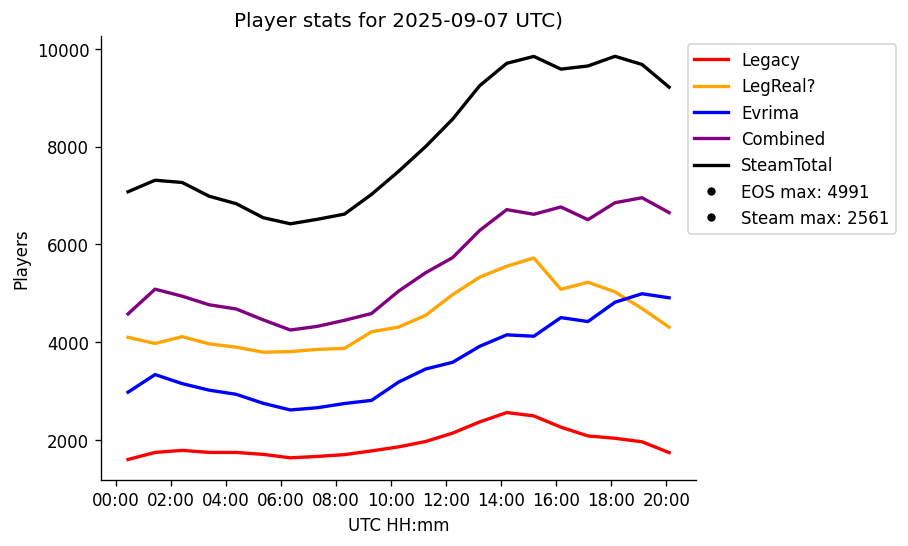 Player stats for 2025-09-07 UTC)
10000
8000
6000
4000
2000
Players
00:00 02:00 04:00 06:00 08:00 10:00 12:00 14:00 16:00 18:00 20:00
UTC HH:mm
Legacy
LegReal?
Evrima
Combined
SteamTotal
EOS max: 4991
Steam max: 2561